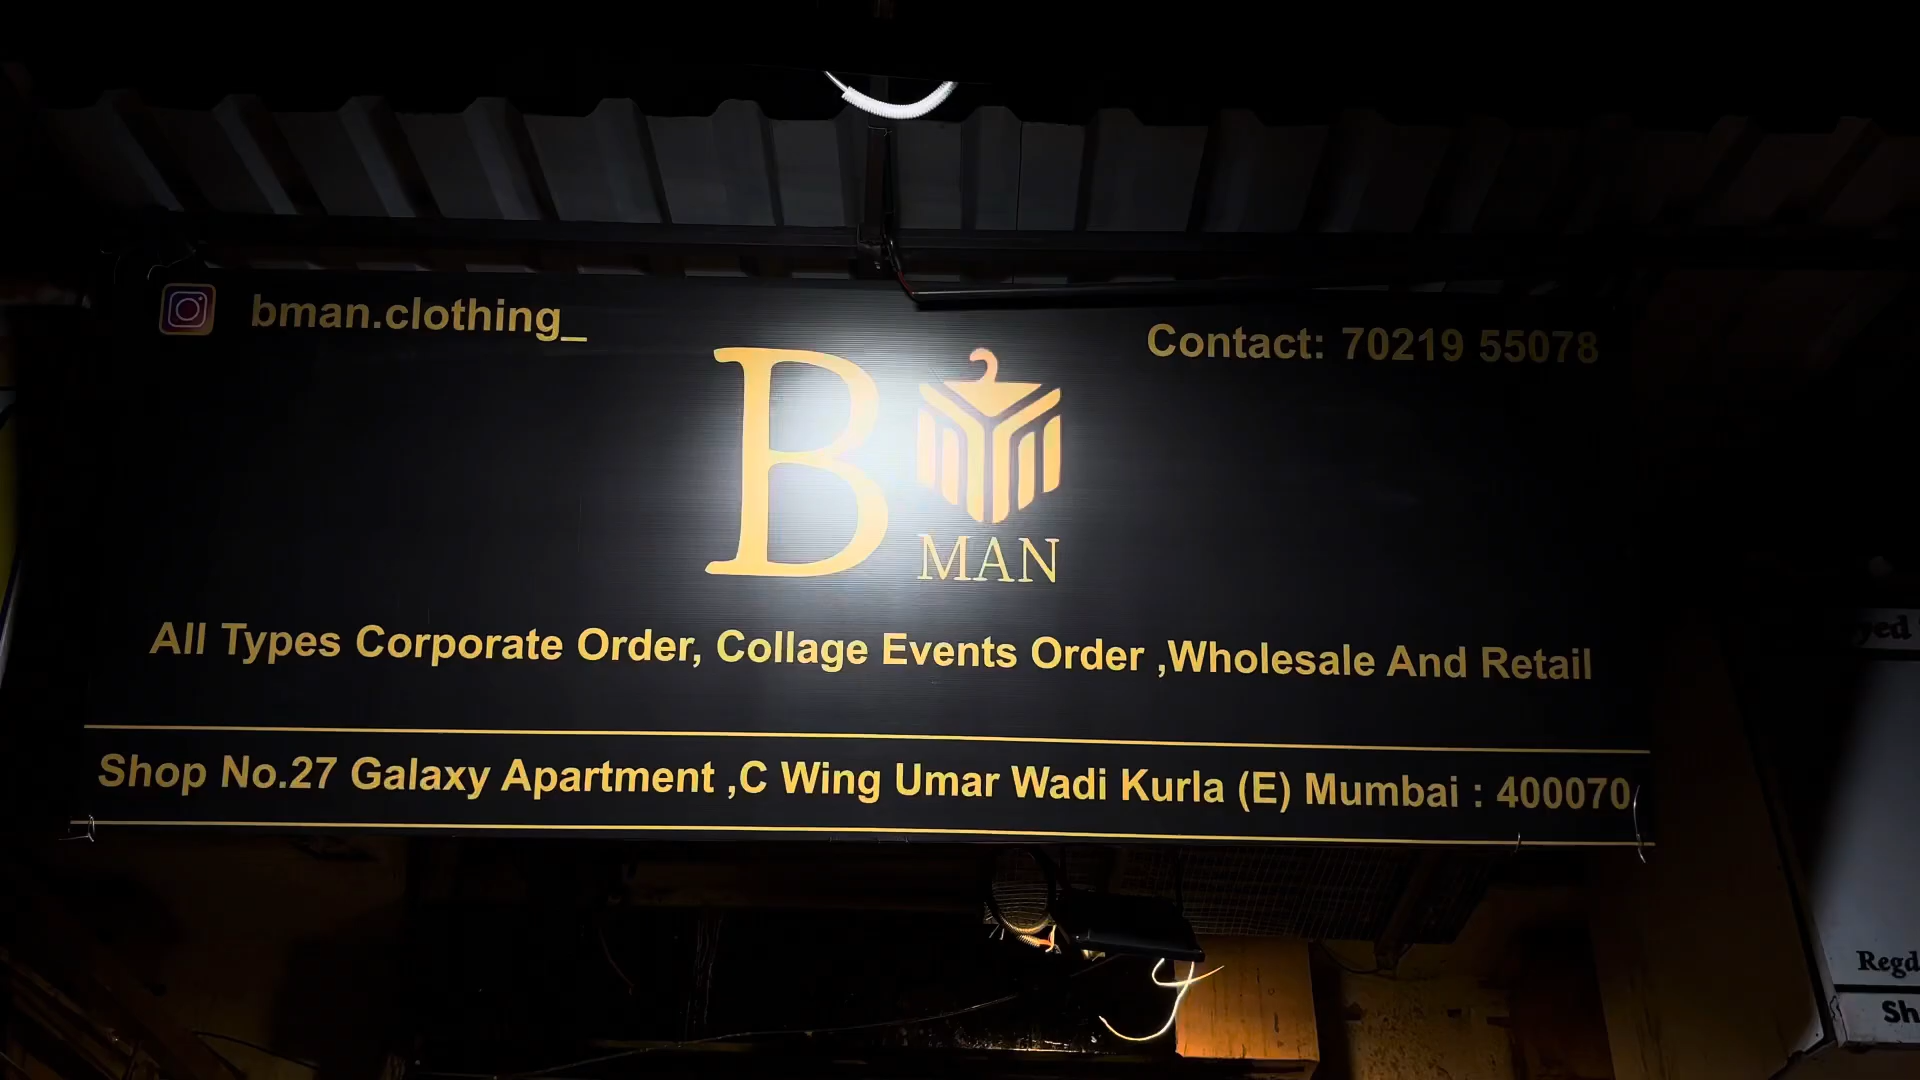 bman.clothing_
Contact: 70219 55078
B
MAN
All Types Corporate Order, Collage Events Order ,Wholesale And Retail
Shop No.27 Galaxy Apartment ,C Wing Umar Wadi Kurla (E) Mumbai : 400070
Regd